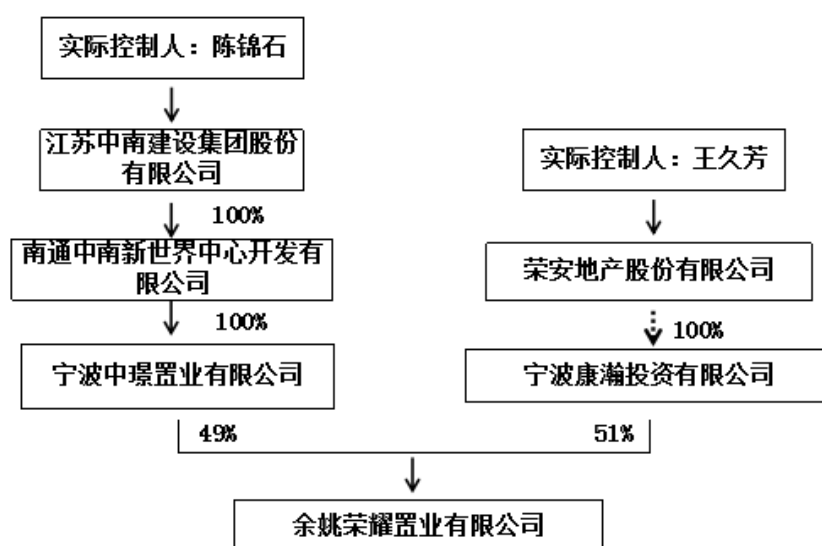 实际控制人：陈锦石
江苏中南建设集团股份
有限公司
100%
南通中南新世界中心开发有
限公司
100%
宁波中璟置业有限公司
49%
实际控制人：王久芳
荣安地产股份有限公司
100%
宁波康瀚投资有限公司
51%
余姚荣耀置业有限公司